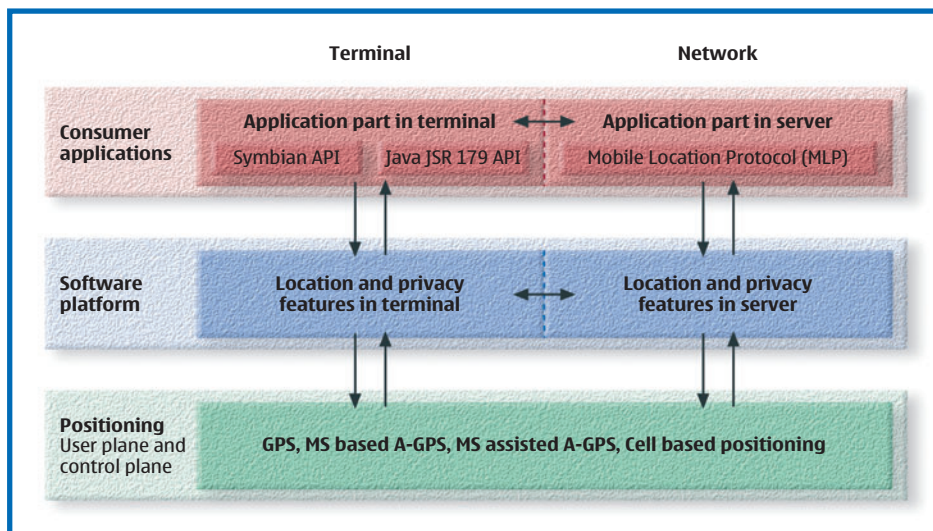 Terminal
Network
Consumer
applications
Application part in terminal
Application part in server
Symbian API
Java JSR 179 API
Mobile Location Protocol (MLP)
Software
platform
Location and privacy
features in terminal
Location and privacy
features in server
Positioning
User plane and
control plane
GPS, MS based A-GPS, MS assisted A-GPS, Cell based positioning